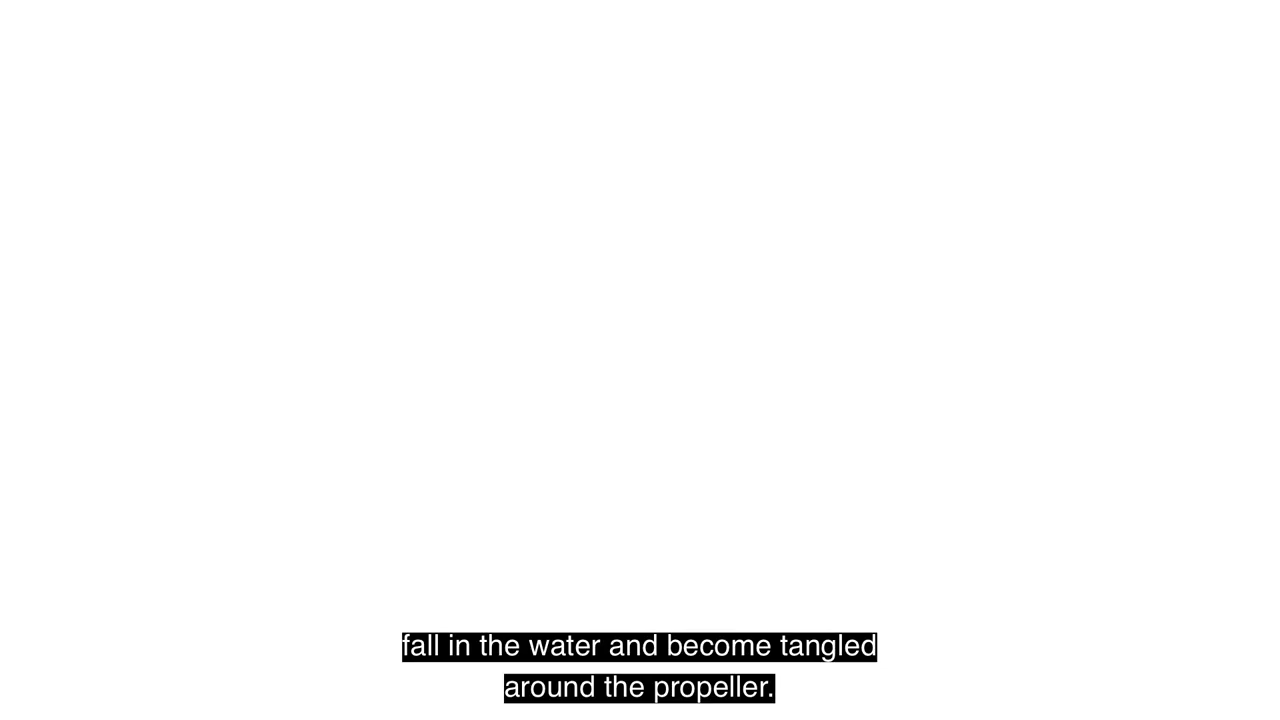 fall in the water and become tangled
around the propeller.